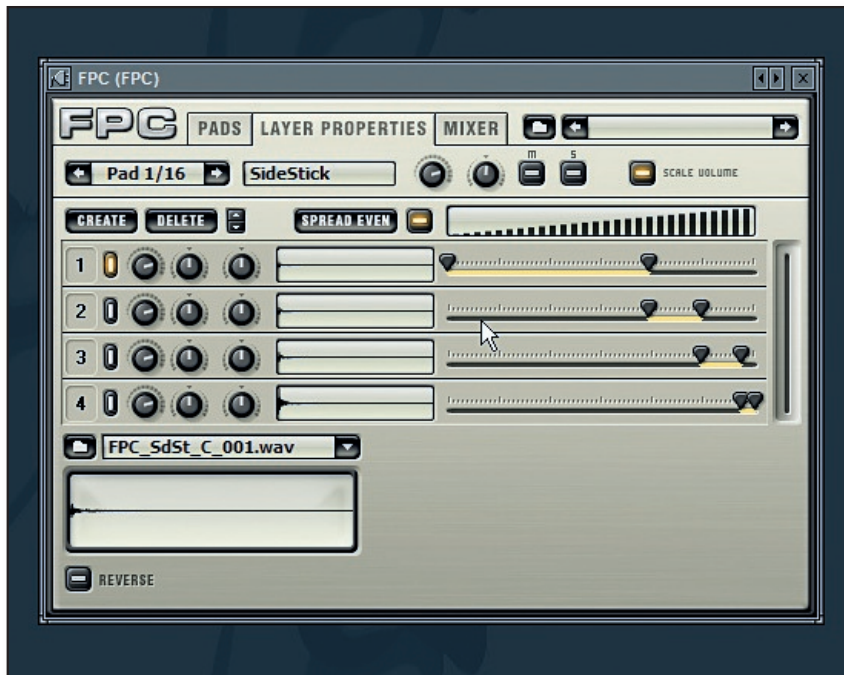 FPC (FPC)
FPC PADS LAYER PROPERTIES MIXER
Pad 1/16 SideStick m s SCALE VOLUME
CREATE DELETE SPREAD EVEN
1
2
3
4
FPC_SdSt_C_001.wav
REVERSE